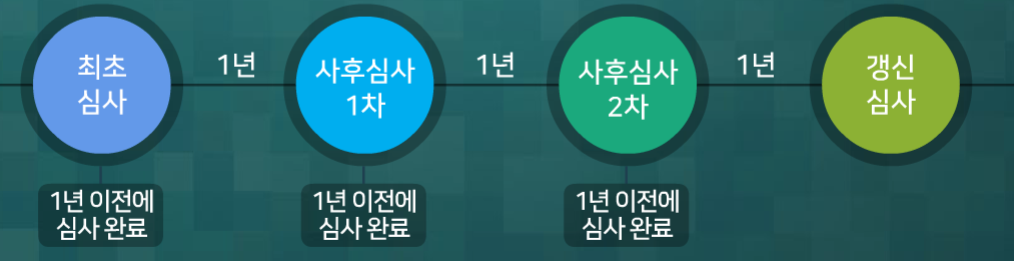 최초
심사
1년
사후심사
1차
1년
사후심사
2차
1년
갱신
심사
1년 이전에
심사 완료
1년 이전에
심사 완료
1년 이전에
심사 완료